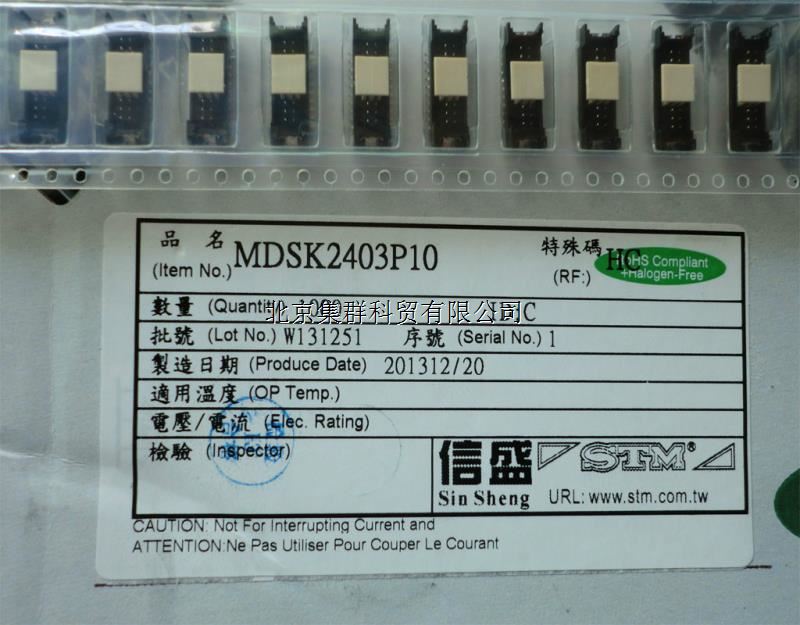 品 名
(Item No.) MDSK2403P10 特殊碼 (RF:) HC
RoHS Compliant
+Halogen-Free
數量 (Quantity)
北京集群科贸有限公司
批號 (Lot No.) W131251 序號 (Serial No.) 1
製造日期 (Produce Date) 201312/20
適用溫度 (OP Temp.)
電壓/電流 (Elec. Rating)
檢驗 (Inspector)
信盛 STM®
Sin Sheng URL: www.stm.com.tw
CAUTION: Not For Interrupting Current and
ATTENTION:Ne Pas Utiliser Pour Couper Le Courant